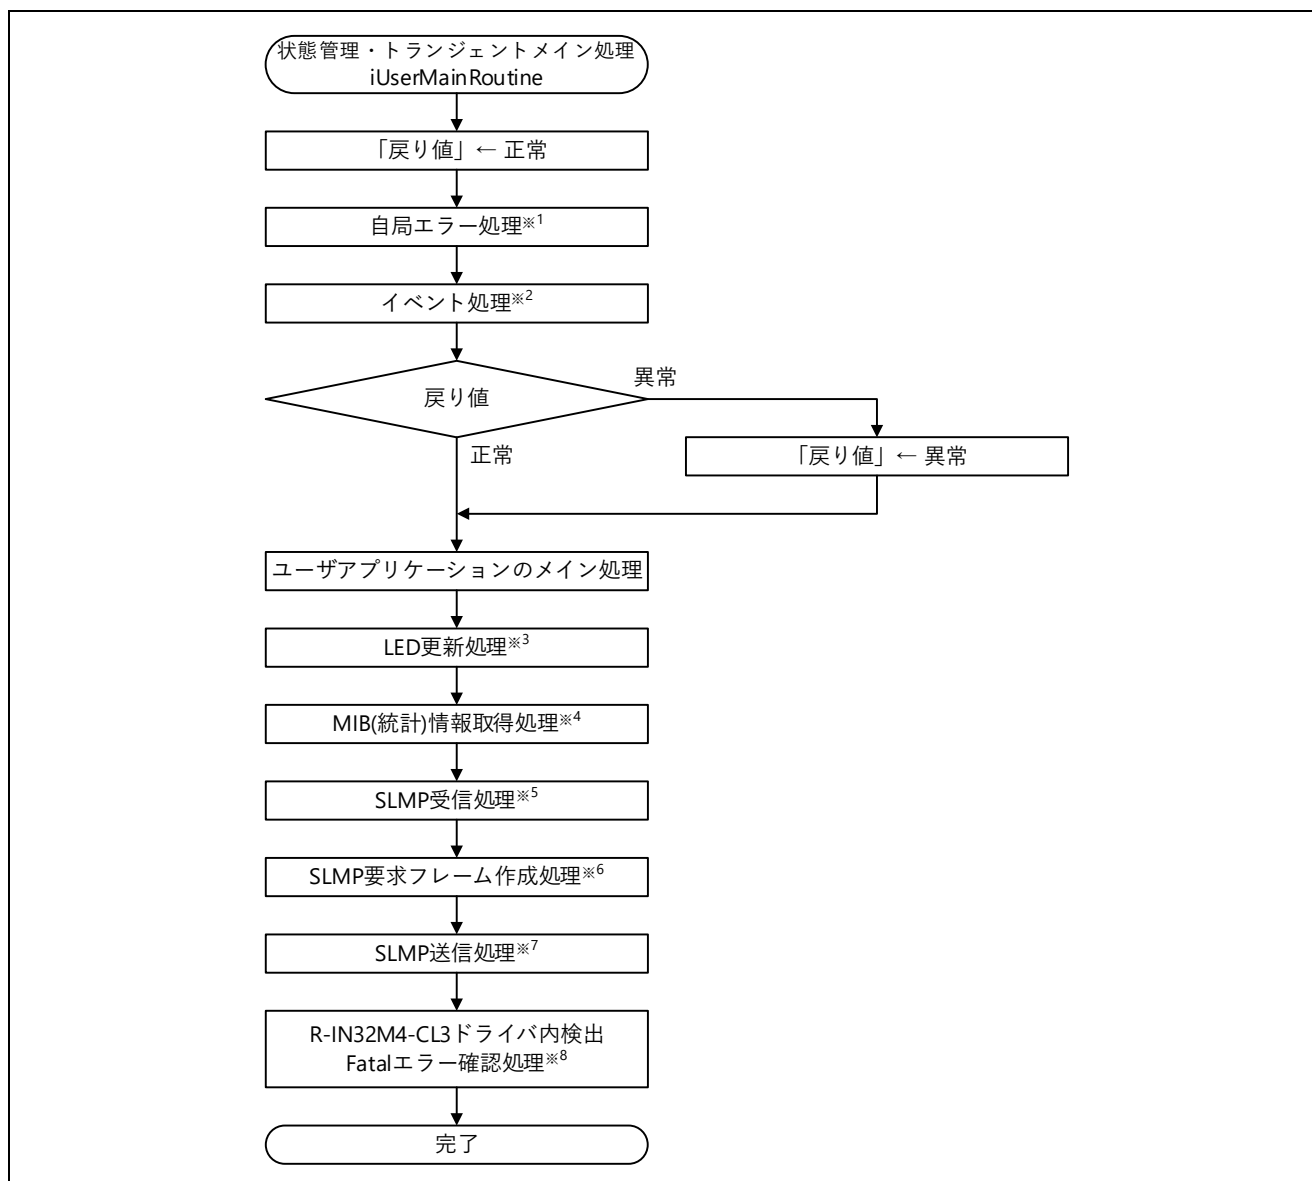 状態管理・トランジェントメイン処理
iUserMainRoutine
「戻り値」← 正常
自局エラー処理※1
イベント処理※2
戻り値
異常
正常
「戻り値」← 異常
ユーザアプリケーションのメイン処理
LED更新処理※3
MIB(統計)情報取得処理※4
SLMP受信処理※5
SLMP要求フレーム作成処理※6
SLMP送信処理※7
R-IN32M4-CL3ドライバ内検出
Fatalエラー確認処理※8
完了